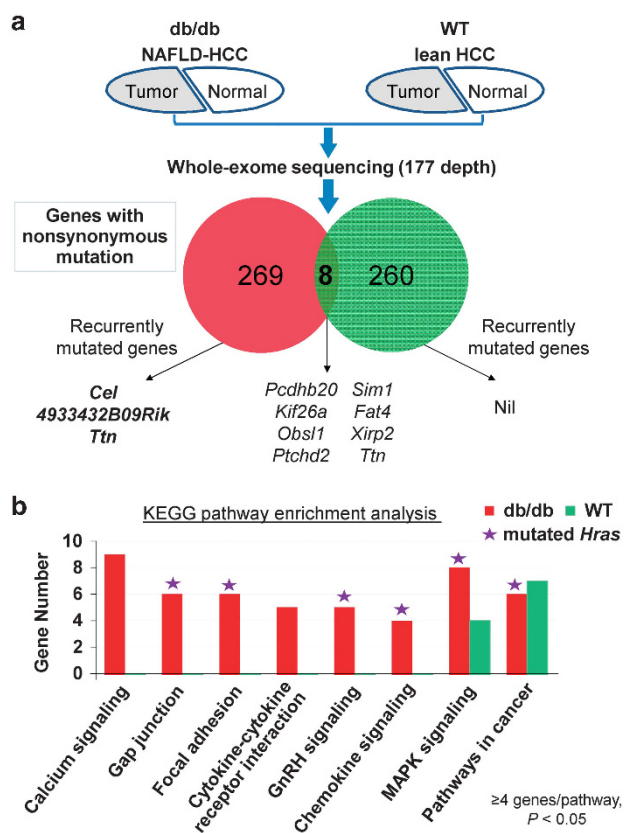 a
db/db
NAFLD-HCC
WT
lean HCC
Tumor
Normal
Tumor
Normal
Whole-exome sequencing (177 depth)
Genes with
nonsynonymous
mutation
269
8
260
Recurrently
mutated genes
Recurrently
mutated genes
Cel
4933432B09Rik
Ttn
Pcdhb20
Kif26a
Obsl1
Ptchd2
Sim1
Fat4
Xirp2
Ttn
Nil
b
KEGG pathway enrichment analysis
db/db
WT
mutated Hras
Gene Number
10
8
6
4
2
0
Calcium signaling
Gap junction
Focal adhesion
Cytokine-cytokine
receptor interaction
GnRH signaling
Chemokine signaling
MAPK signaling
Pathways in cancer
≥4 genes/pathway,
P < 0.05